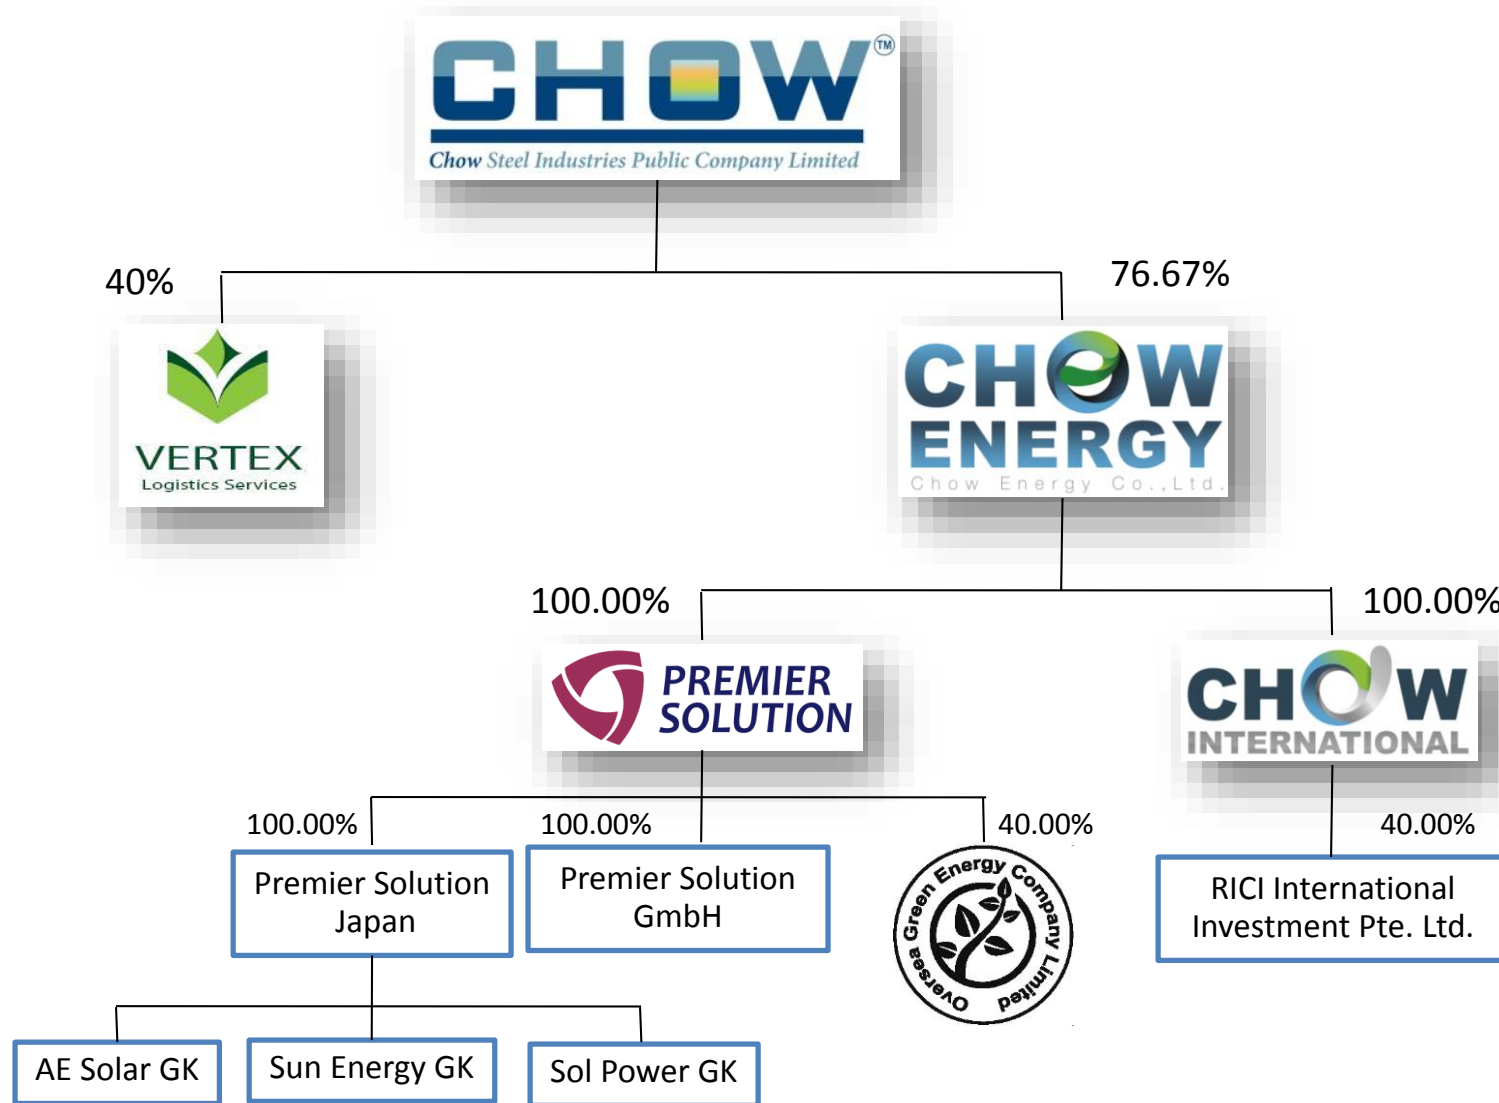 CHOW™
Chow Steel Industries Public Company Limited
40%
76.67%
VERTEX
Logistics Services
CHOW
ENERGY
Chow Energy Co.,Ltd.
100.00%
100.00%
PREMIER
SOLUTION
CHOW
INTERNATIONAL
100.00%
100.00%
40.00%
40.00%
Premier Solution
Japan
Premier Solution
GmbH
Oversea Green Energy Company Limited
RICI International
Investment Pte. Ltd.
AE Solar GK
Sun Energy GK
Sol Power GK